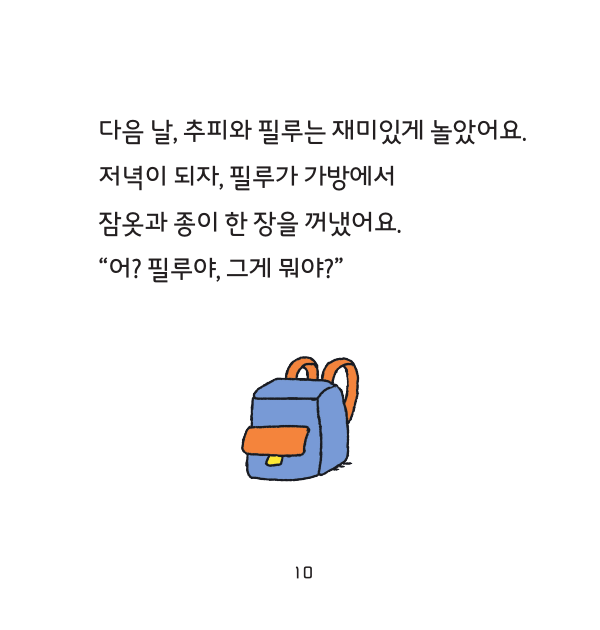 다음 날, 추피와 필루는 재미있게 놀았어요.
저녁이 되자, 필루가 가방에서
잠옷과 종이 한 장을 꺼냈어요.
“어? 필루야, 그게 뭐야?”
10